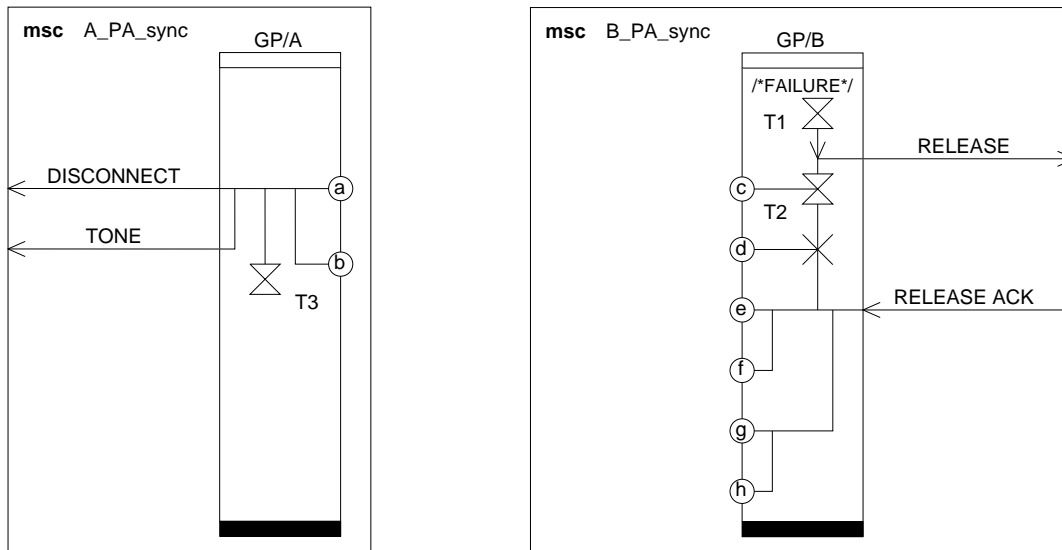 msc A_PA_sync
GP/A
DISCONNECT
a
TONE
b
T3
msc B_PA_sync
GP/B
/*FAILURE*/
T1
RELEASE
c
T2
d
e
RELEASE ACK
f
g
h